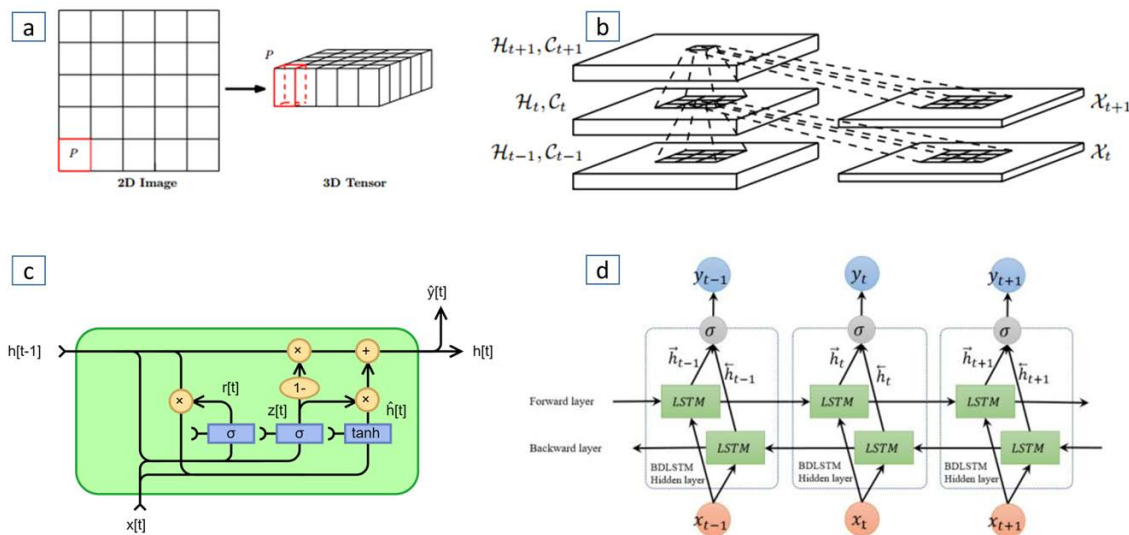 a
P
P
2D Image
3D Tensor
b
𝓗ₜ₊₁, 𝓒ₜ₊₁
𝓗ₜ, 𝓒ₜ
𝓗ₜ₋₁, 𝓒ₜ₋₁
𝓧ₜ₊₁
𝓧ₜ
c
ŷ[t]
h[t-1]
h[t]
×
+
1-
r[t]
z[t]
ĥ[t]
×
×
σ
σ
tanh
x[t]
d
yₜ₋₁
yₜ
yₜ₊₁
σ
σ
σ
h⃗ₜ₋₁
h⃖ₜ₋₁
h⃗ₜ
h⃖ₜ
h⃗ₜ₊₁
h⃖ₜ₊₁
Forward layer
LSTM
LSTM
LSTM
Backward layer
LSTM
LSTM
LSTM
BDLSTM
Hidden layer
BDLSTM
Hidden layer
BDLSTM
Hidden layer
xₜ₋₁
xₜ
xₜ₊₁